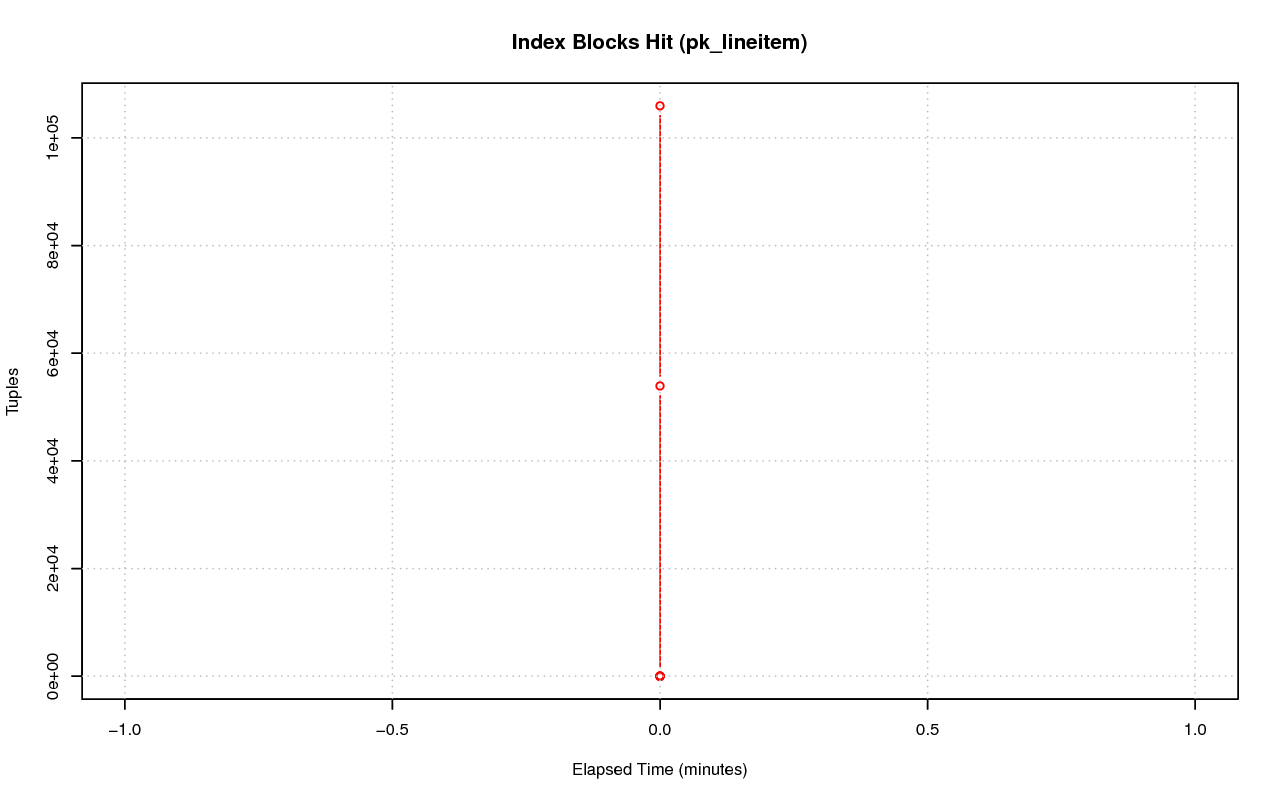 Index Blocks Hit (pk_lineitem)
Tuples
1e+05
8e+04
6e+04
4e+04
2e+04
0e+00
−1.0
−0.5
0.0
0.5
1.0
Elapsed Time (minutes)